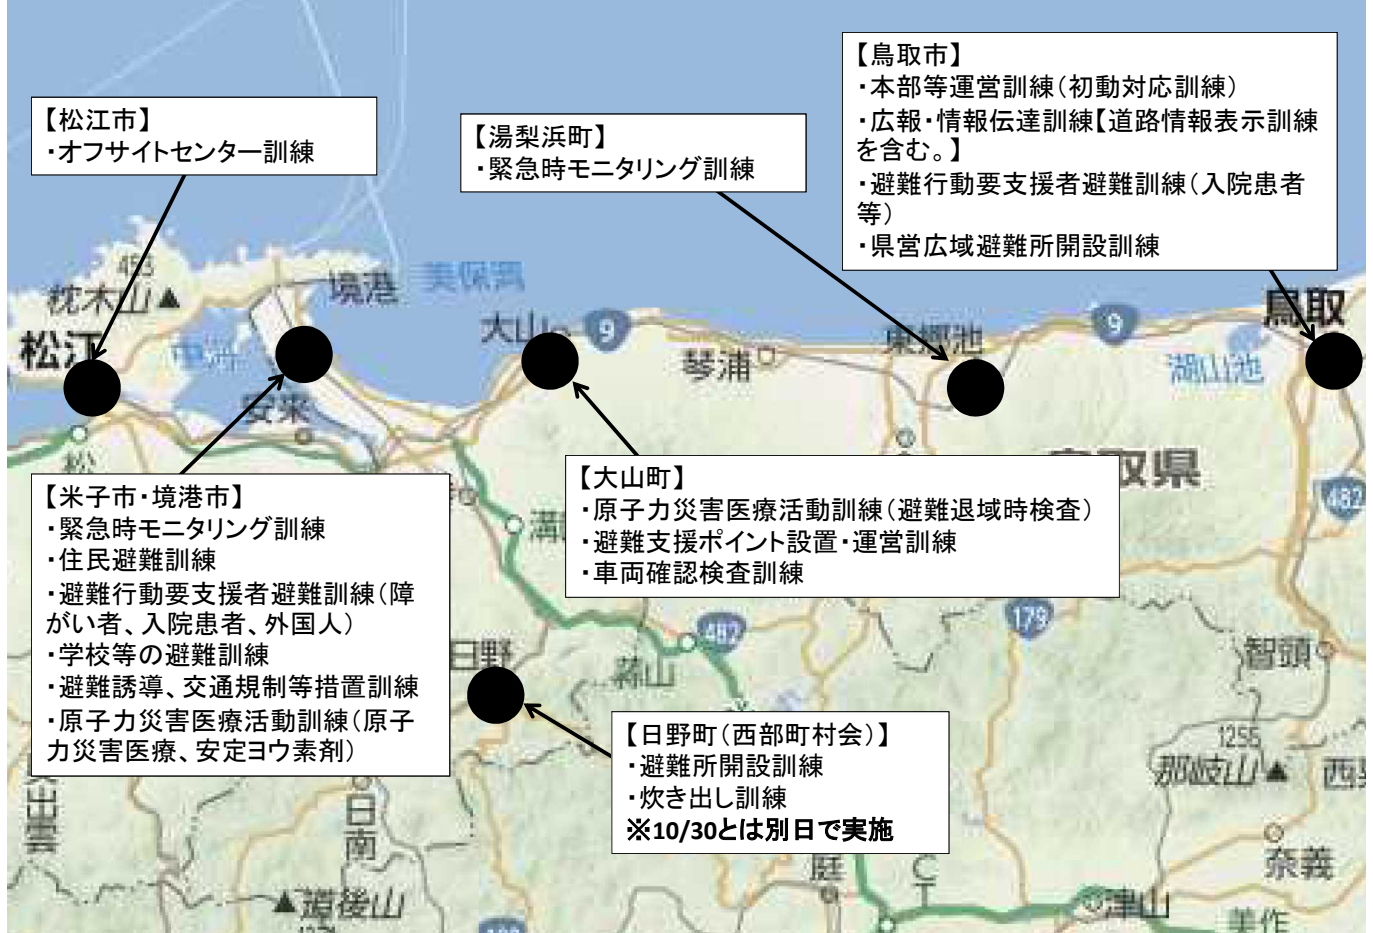 【松江市】
・オフサイトセンター訓練
【湯梨浜町】
・緊急時モニタリング訓練
【鳥取市】
・本部等運営訓練(初動対応訓練)
・広報・情報伝達訓練【道路情報表示訓練
を含む。】
・避難行動要支援者避難訓練(入院患者
等)
・県営広域避難所開設訓練
455
枕木山
境港
美保湾
松江
大山
9
琴浦
東郷池
9
鳥取
湖山池
安来
松
取県
482
【米子市・境港市】
・緊急時モニタリング訓練
・住民避難訓練
・避難行動要支援者避難訓練(障
がい者、入院患者、外国人)
・学校等の避難訓練
・避難誘導、交通規制等措置訓練
・原子力災害医療活動訓練(原子
力災害医療、安定ヨウ素剤)
【大山町】
・原子力災害医療活動訓練(避難退域時検査)
・避難支援ポイント設置・運営訓練
・車両確認検査訓練
溝
日野
482
蒜山
179
智頭
【日野町(西部町村会)】
・避難所開設訓練
・炊き出し訓練
※10/30とは別日で実施
1255
那岐山
西
日南
道後山
庭
CT
津山
奈義
美作